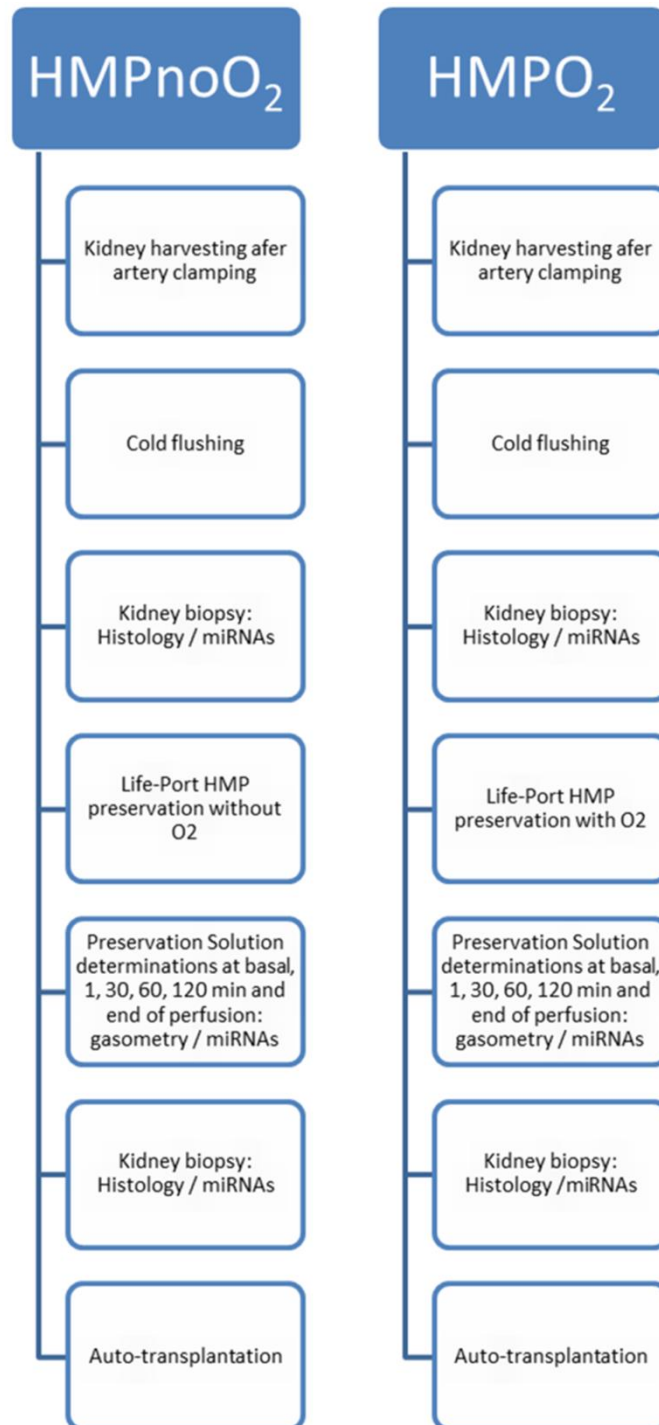 HMPnoO₂
Kidney harvesting afer
artery clamping
Cold flushing
Kidney biopsy:
Histology / miRNAs
Life-Port HMP
preservation without
O2
Preservation Solution
determinations at basal,
1, 30, 60, 120 min and
end of perfusion:
gasometry / miRNAs
Kidney biopsy:
Histology / miRNAs
Auto-transplantation
HMPO₂
Kidney harvesting afer
artery clamping
Cold flushing
Kidney biopsy:
Histology / miRNAs
Life-Port HMP
preservation with O2
Preservation Solution
determinations at basal,
1, 30, 60, 120 min and
end of perfusion:
gasometry / miRNAs
Kidney biopsy:
Histology /miRNAs
Auto-transplantation